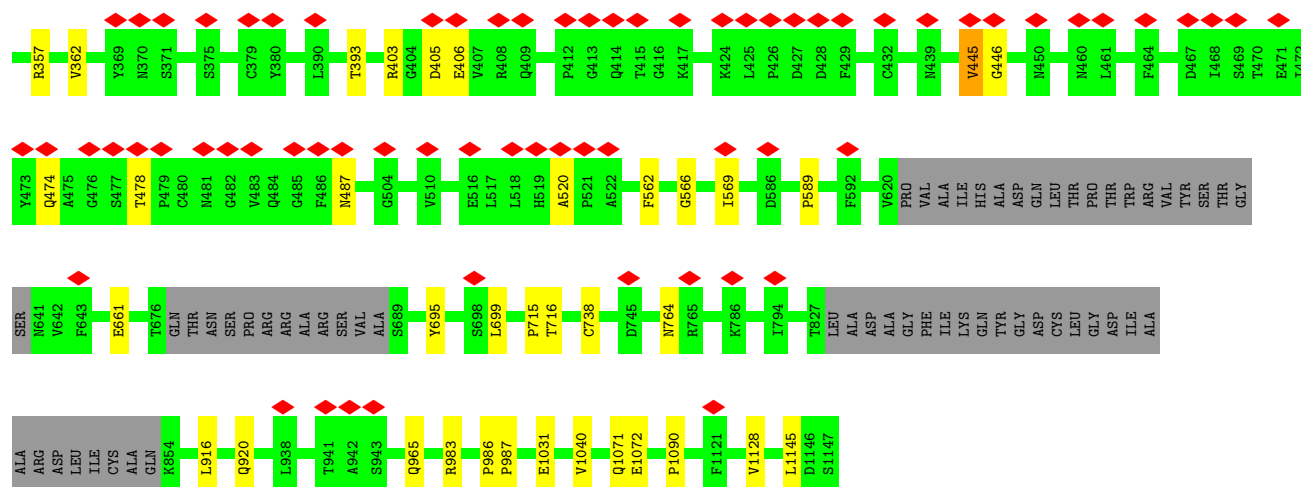 R357 V362 Y369 N370 S371 S375 C379 Y380 L390 T393 R403 G404 D405 E406 V407 R408 Q409 P412 G413 Q414 T415 G416 K417 K424 L425 P426 D427 D428 F429 C432 N439 V445 G446 N450 N460 L461 F464 D467 I468 S469 T470 E471 I472
Y473 Q474 A475 G476 S477 T478 P479 C480 N481 G482 V483 Q484 G485 F486 N487 G504 V510 E516 L517 L518 H519 A520 P521 A522 F562 G566 I569 D586 P589 F592 V620 PRO VAL ALA ILE HIS ALA ASP GLN LEU THR PRO THR TRP ARG VAL TYR SER THR GLY
SER N641 V642 F643 E661 T676 GLN THR ASN SER PRO ARG ARG ALA ARG SER VAL ALA S689 Y695 S698 L699 P715 T716 C738 D745 N764 R765 K786 I794 T827 LEU ALA ASP ALA GLY PHE ILE LYS GLN TYR GLY ASP CYS LEU GLY ASP ILE ALA
ALA ARG ASP LEU ILE CYS ALA GLN K854 L916 Q920 L938 T941 A942 S943 Q965 R983 P986 P987 E1031 V1040 Q1071 E1072 P1090 F1121 V1128 L1145 D1146 S1147